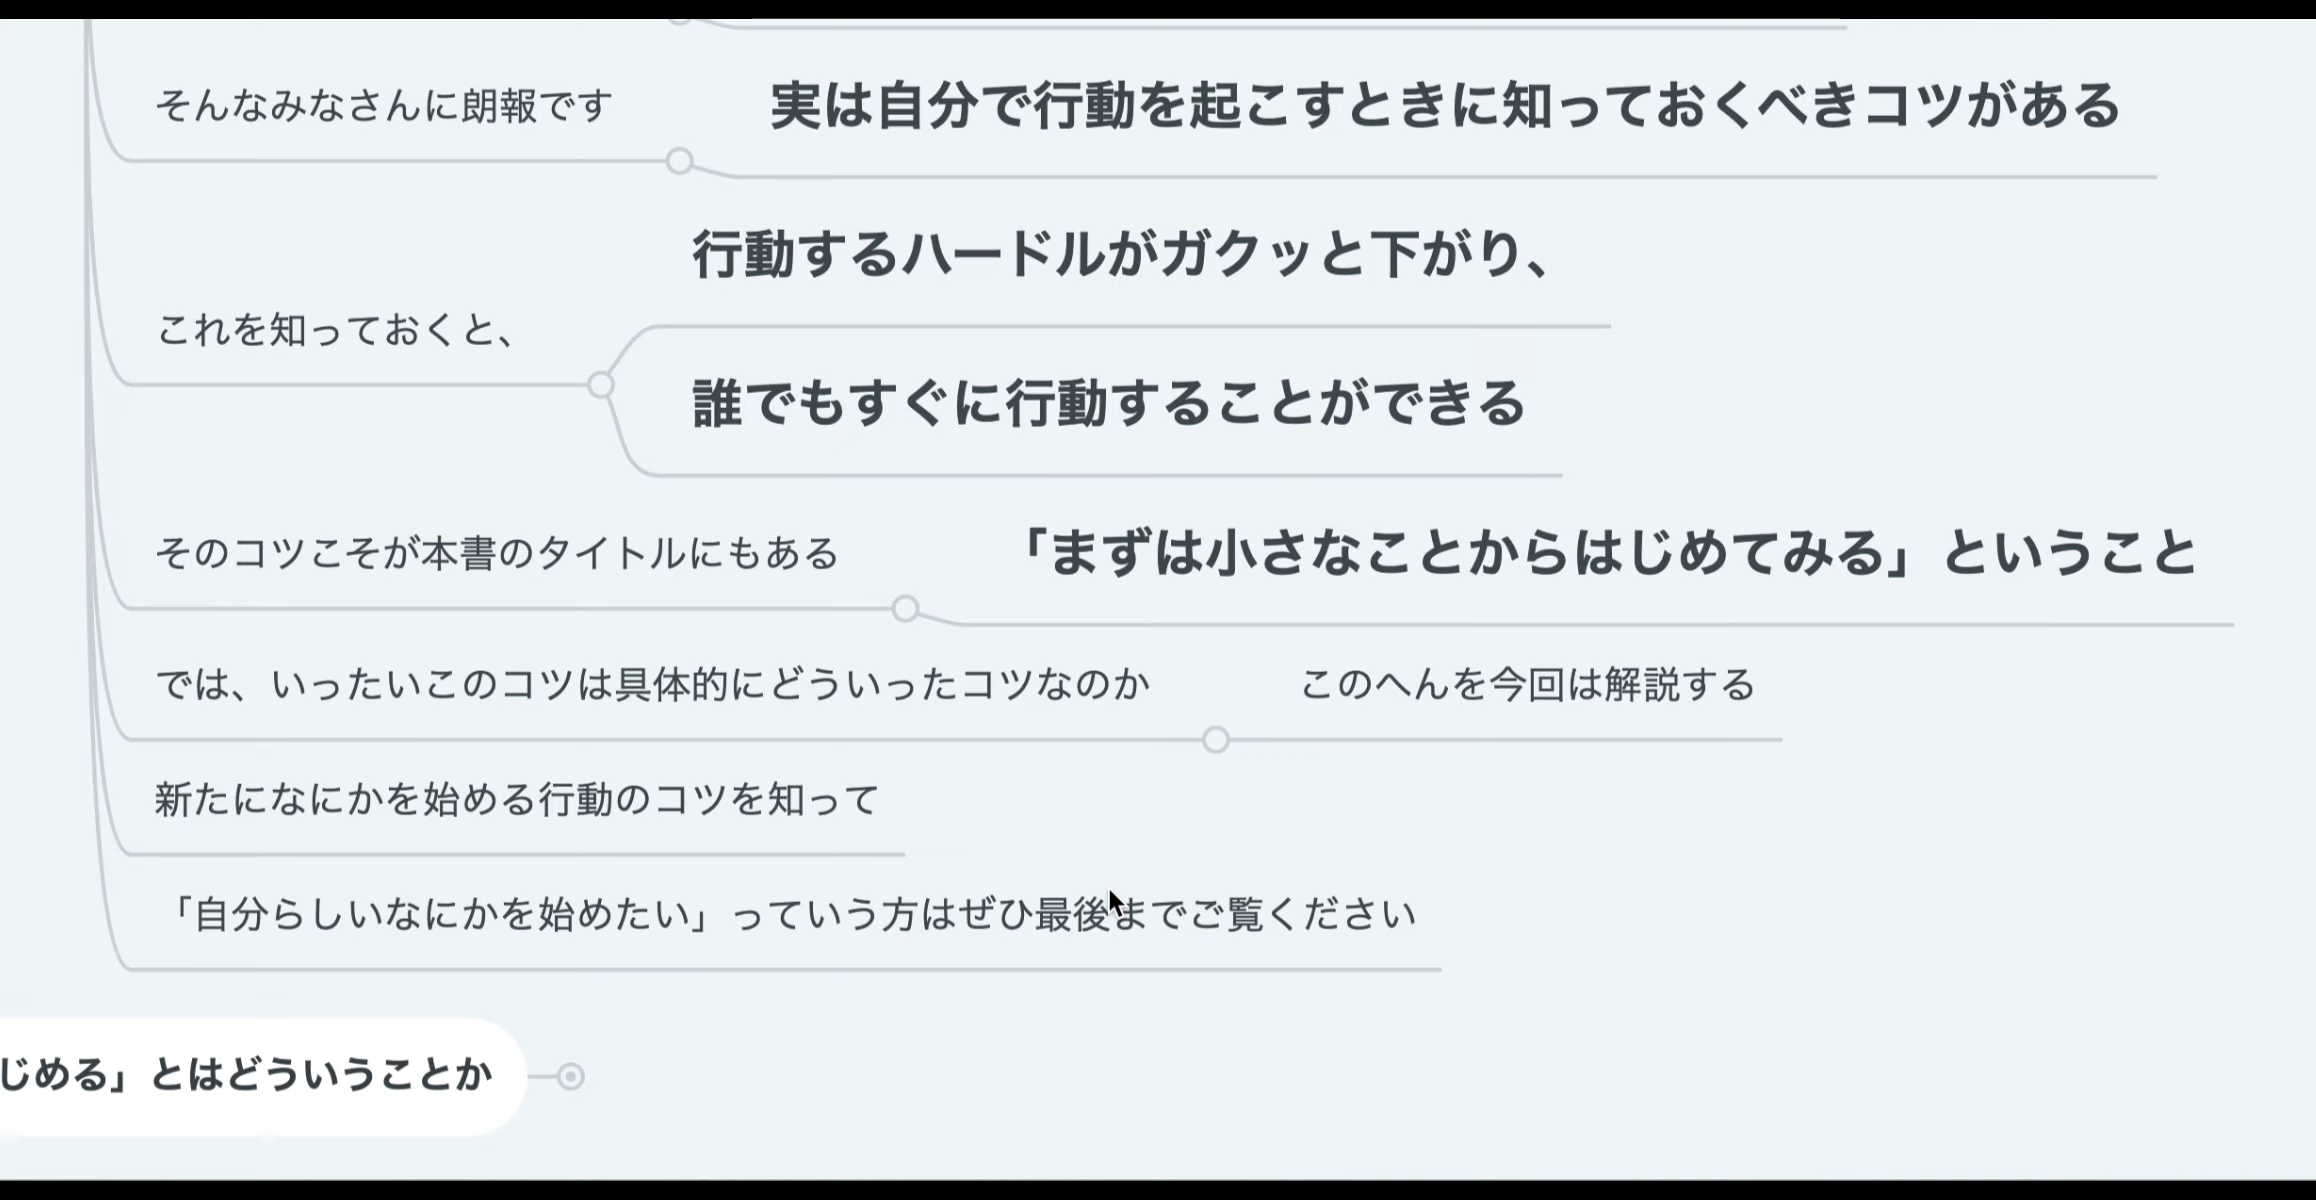 そんなみなさんに朗報です
実は自分で行動を起こすときに知っておくべきコツがある
これを知っておくと、
行動するハードルがガクッと下がり、
誰でもすぐに行動することができる
そのコツこそが本書のタイトルにもある
「まずは小さなことからはじめてみる」ということ
では、いったいこのコツは具体的にどういったコツなのか
このへんを今回は解説する
新たになにかを始める行動のコツを知って
「自分らしいなにかを始めたい」っていう方はぜひ最後までご覧ください
じめる」とはどういうことか